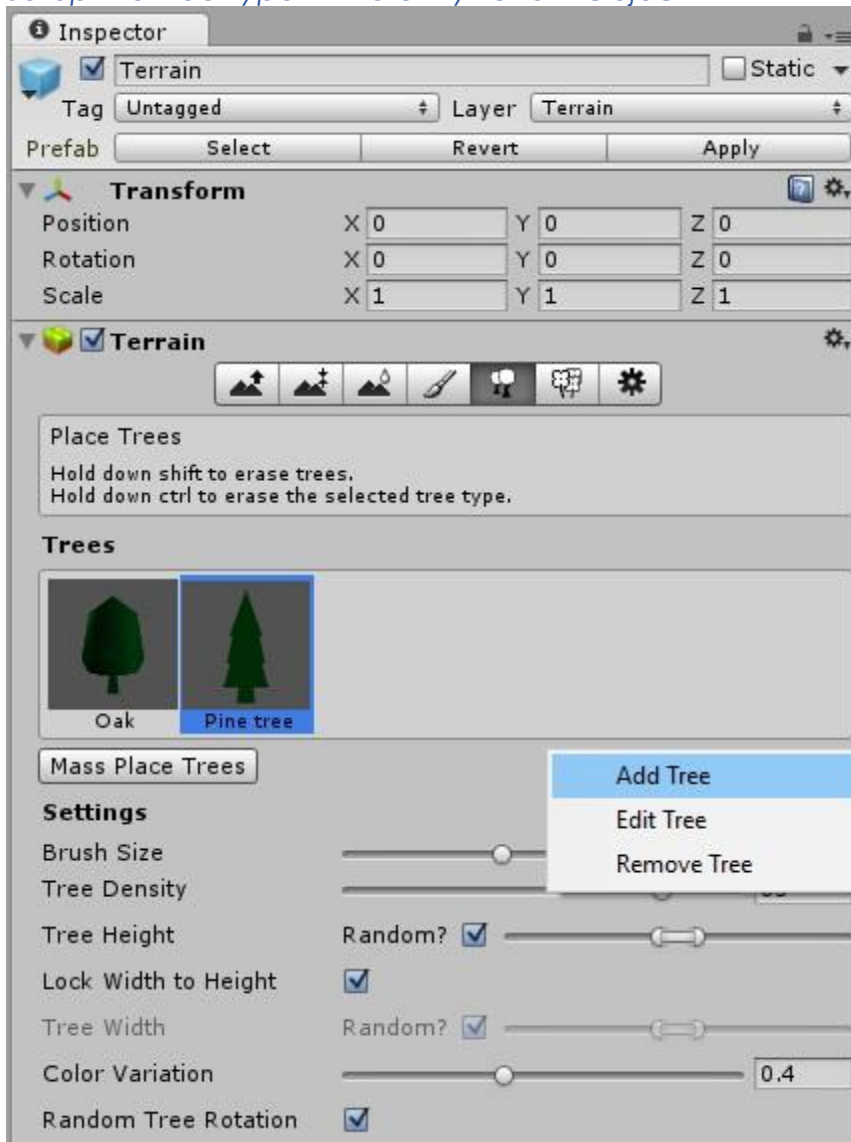 Inspector
Terrain Static
Tag Untagged Layer Terrain
Prefab Select Revert Apply
Transform
Position X 0 Y 0 Z 0
Rotation X 0 Y 0 Z 0
Scale X 1 Y 1 Z 1
Terrain
Place Trees
Hold down shift to erase trees.
Hold down ctrl to erase the selected tree type.
Trees
Oak Pine tree
Mass Place Trees
Add Tree
Edit Tree
Remove Tree
Settings
Brush Size
Tree Density
Tree Height Random?
Lock Width to Height
Tree Width Random?
Color Variation 0.4
Random Tree Rotation